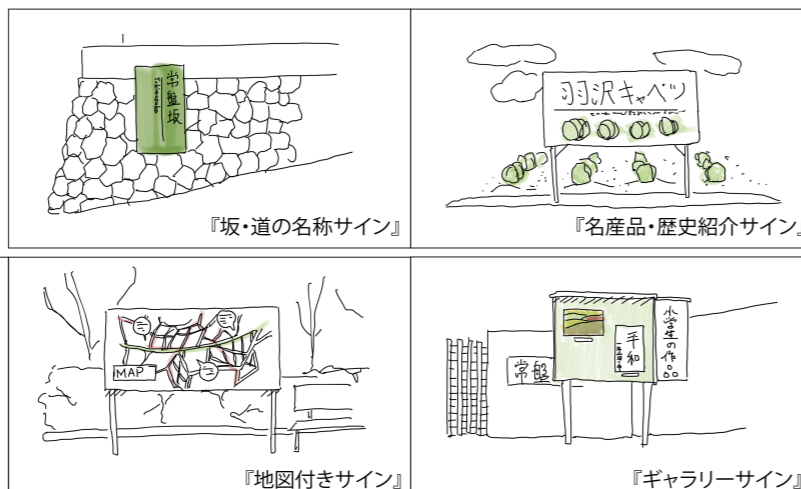 常盤坂
『坂・道の名称サイン』
羽沢キャベツ
『名産品・歴史紹介サイン』
MAP
『地図付きサイン』
常盤
平和
小学生の作品
『ギャラリーサイン』